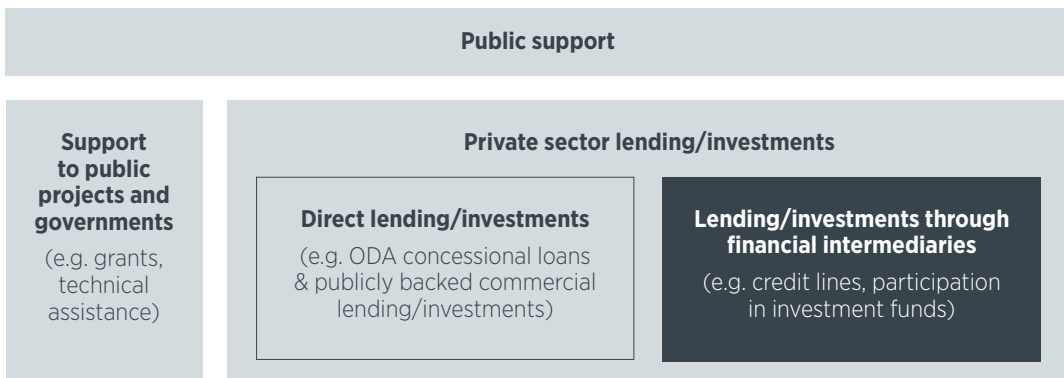 Public support
Support
to public
projects and
governments
(e.g. grants,
technical
assistance)
Private sector lending/investments
Direct lending/investments
(e.g. ODA concessional loans
& publicly backed commercial
lending/investments)
Lending/investments through
financial intermediaries
(e.g. credit lines, participation
in investment funds)